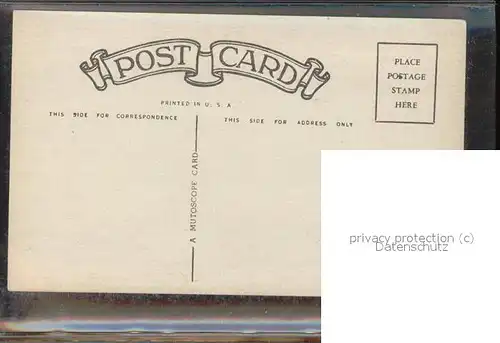 POST CARD
PLACE
POSTAGE
STAMP
HERE
PRINTED IN U. S. A.
THIS SIDE FOR CORRESPONDENCE
THIS SIDE FOR ADDRESS ONLY
A MUTOSCOPE CARD
privacy protection (c)
Datenschutz